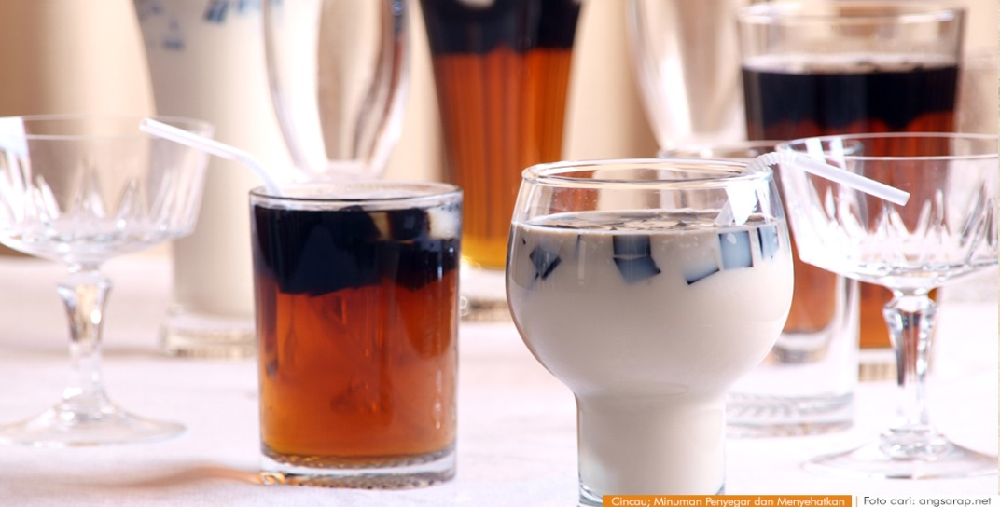 Cincau; Minuman Penyegar dan Menyehatkan | Foto dari: angsarap.net